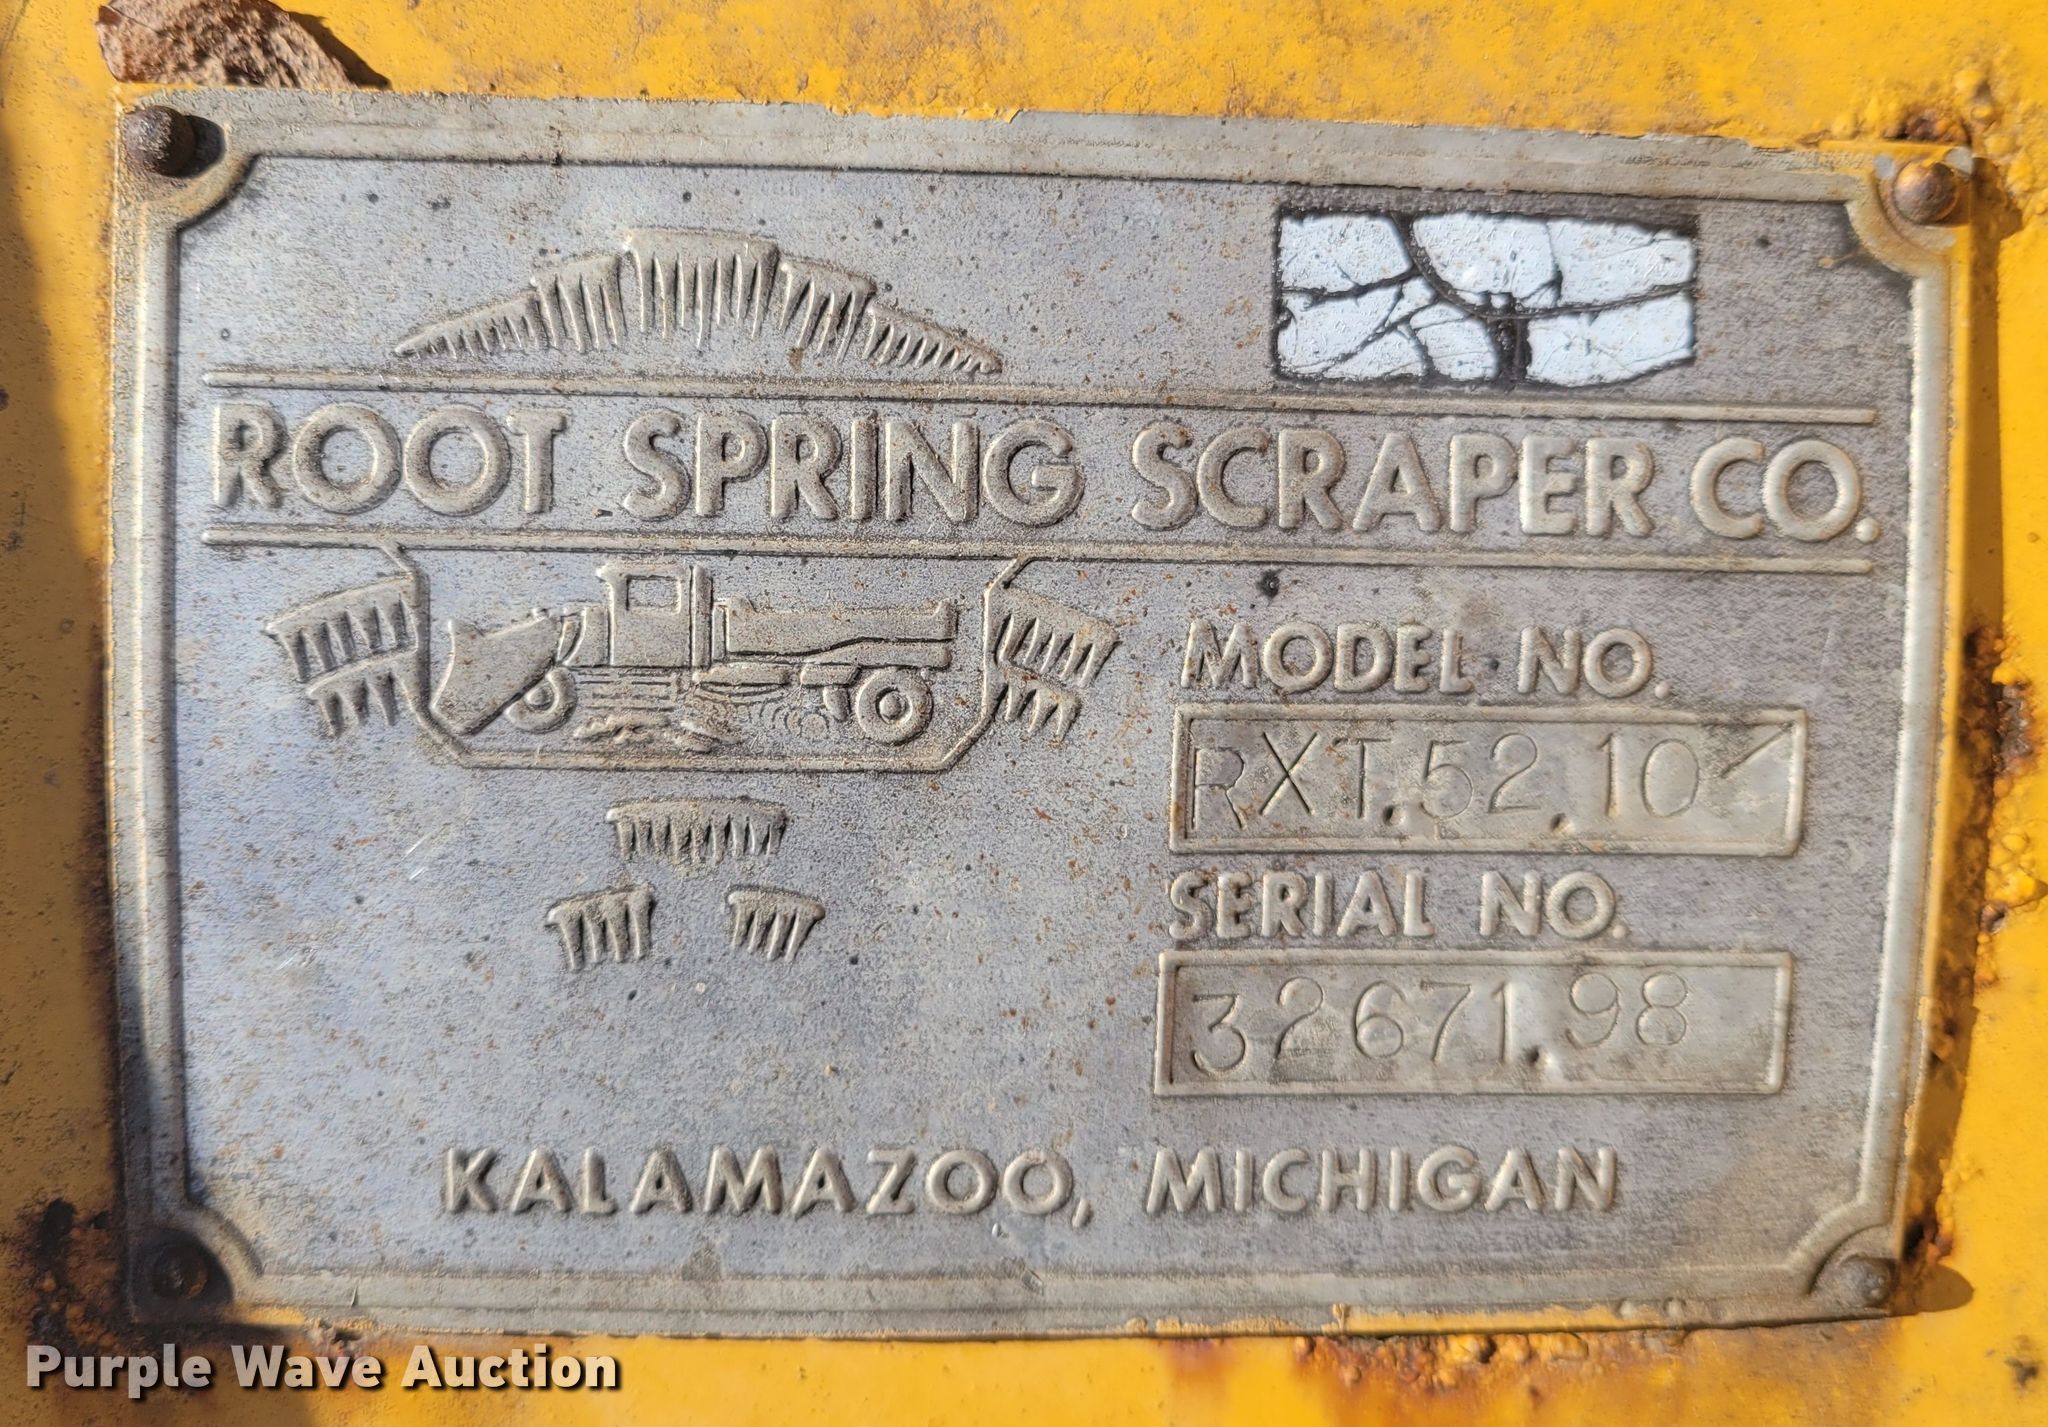 ROOT SPRING SCRAPER CO.
MODEL NO.
RXT.52.10
SERIAL NO.
32671.98
KALAMAZOO, MICHIGAN
Purple Wave Auction